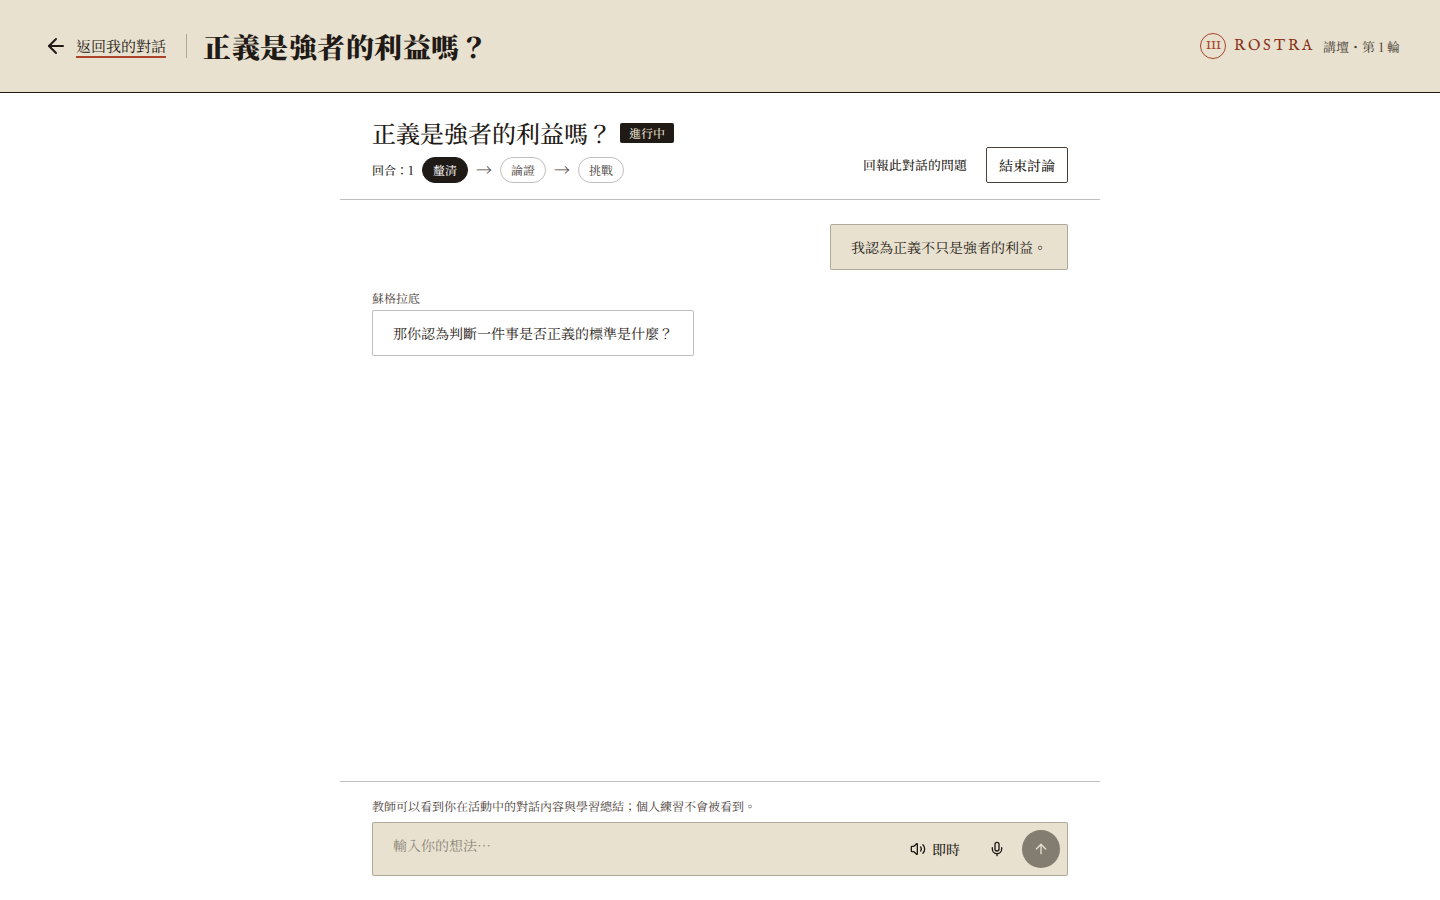 返回我的對話
正義是強者的利益嗎？
III ROSTRA 講壇・第 1 輪
正義是強者的利益嗎？ 進行中
回合：1 釐清 → 論證 → 挑戰
回報此對話的問題 結束討論
我認為正義不只是強者的利益。
蘇格拉底
那你認為判斷一件事是否正義的標準是什麼？
教師可以看到你在活動中的對話內容與學習總結；個人練習不會被看到。
輸入你的想法⋯
即時